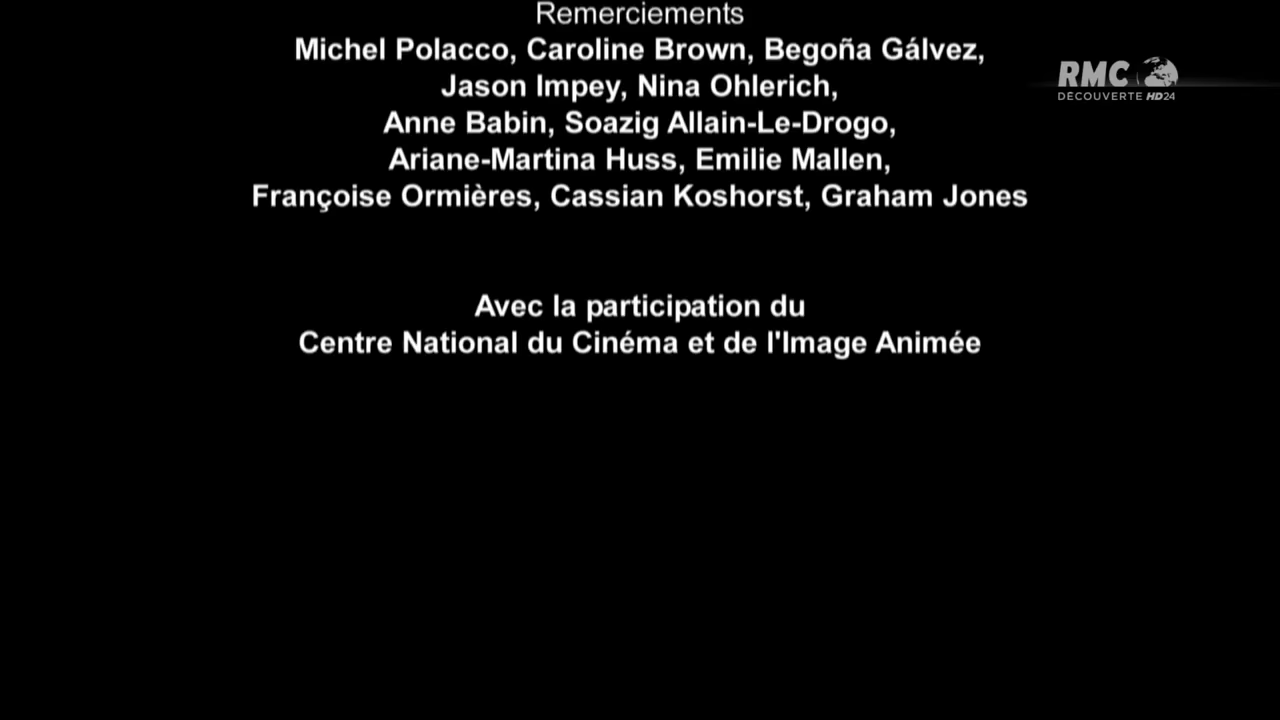 Remerciements
Michel Polacco, Caroline Brown, Begoña Gálvez,
Jason Impey, Nina Ohlerich,
Anne Babin, Soazig Allain-Le-Drogo,
Ariane-Martina Huss, Emilie Mallen,
Françoise Ormières, Cassian Koshorst, Graham Jones
Avec la participation du
Centre National du Cinéma et de l'Image Animée
RMC
DÉCOUVERTE HD24